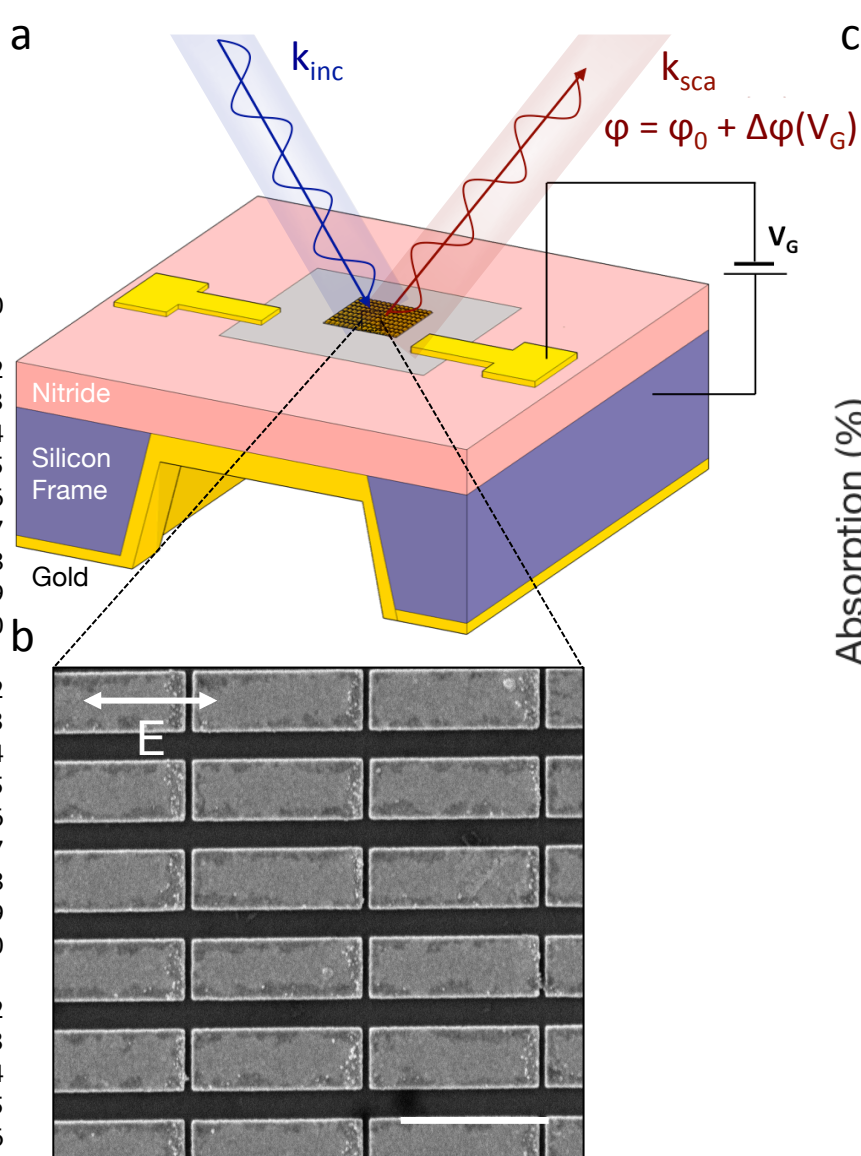 a
c
k_inc
k_sca
φ = φ₀ + Δφ(V_G)
V_G
Nitride
Silicon
Frame
Gold
Absorption (%)
b
E